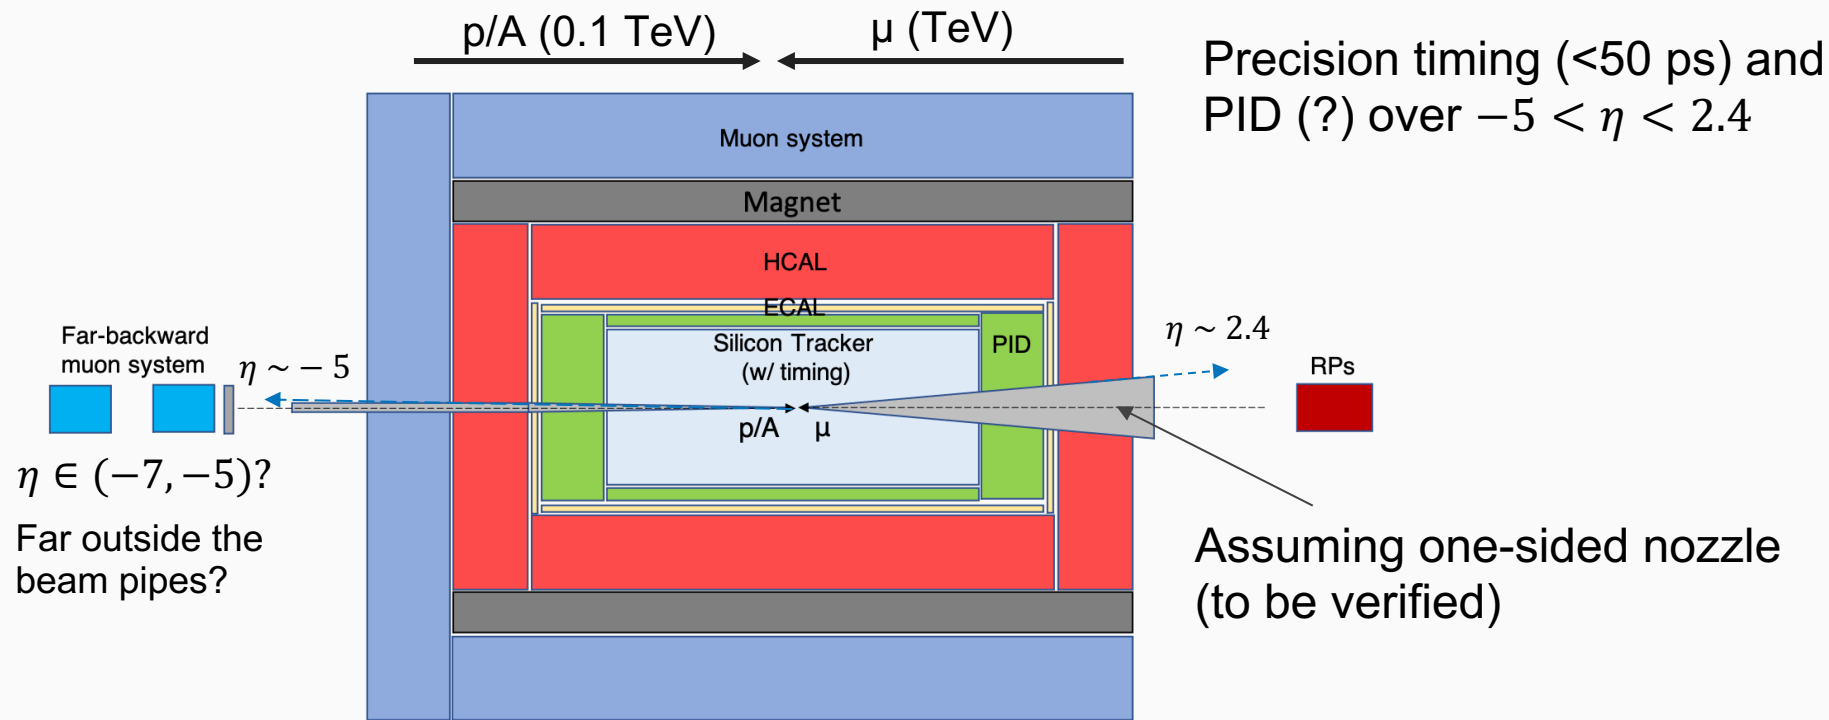 p/A (0.1 TeV)
μ (TeV)
Precision timing (<50 ps) and
PID (?) over −5 < η < 2.4
Muon system
Magnet
HCAL
ECAL
Silicon Tracker
(w/ timing)
PID
p/A
μ
Far-backward
muon system
η ~ − 5
η ∈ (−7, −5)?
Far outside the
beam pipes?
η ~ 2.4
RPs
Assuming one-sided nozzle
(to be verified)